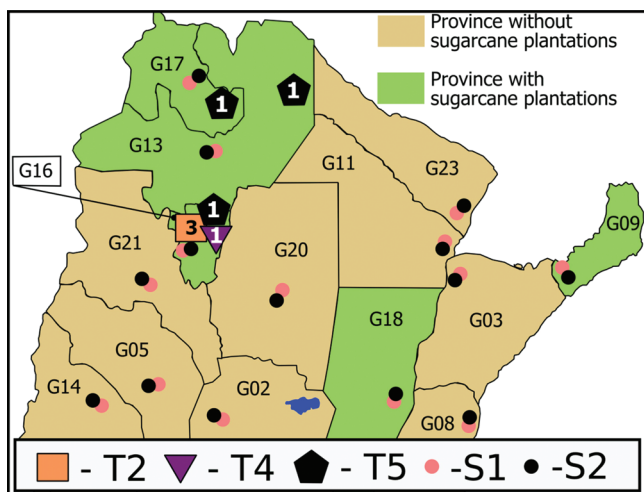 Province without
sugarcane plantations
Province with
sugarcane plantations
G17
1
1
G13
G11
G23
G16
G09
1
3
1
G21
G20
G18
G03
G05
G14
G02
G08
- T2
- T4
- T5
-S1
-S2